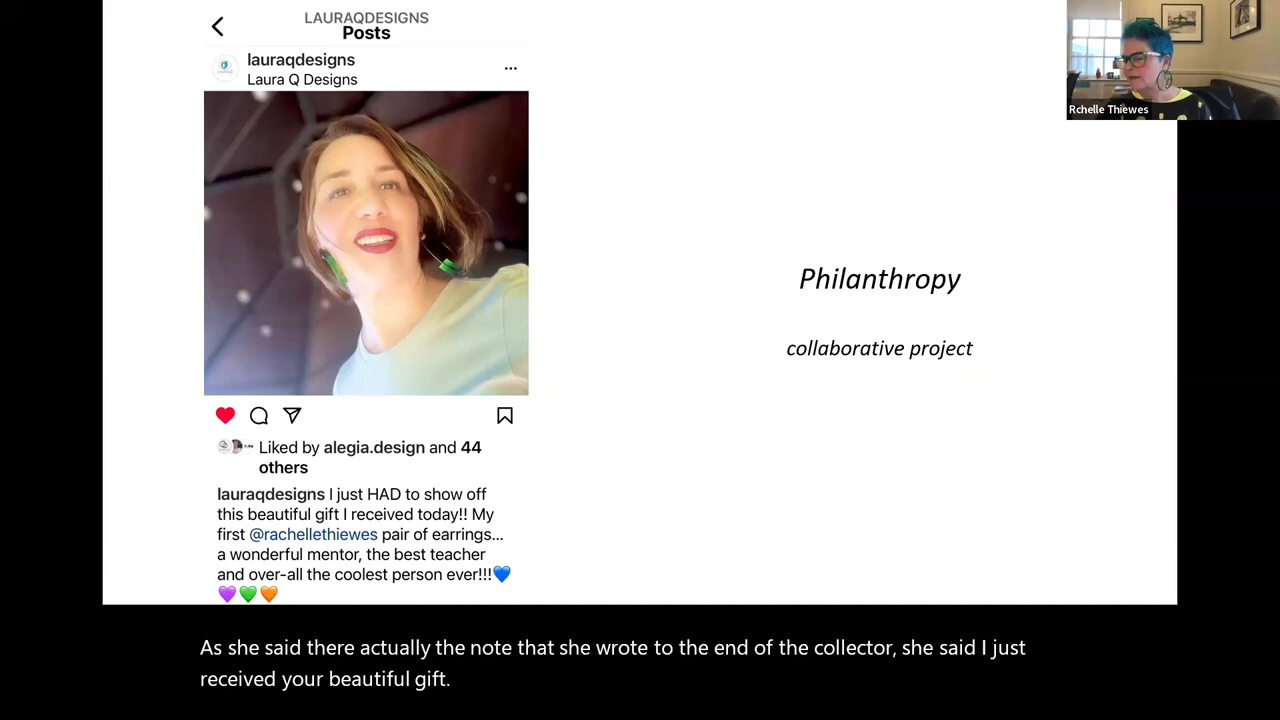 LAURAQDESIGNS
Posts
lauraqdesigns
Laura Q Designs
Liked by alegia.design and 44
others
lauraqdesigns I just HAD to show off
this beautiful gift I received today!! My
first @rachellethiewes pair of earrings...
a wonderful mentor, the best teacher
and over-all the coolest person ever!!!💙
💜💚🧡
Philanthropy
collaborative project
Rchelle Thiewes
As she said there actually the note that she wrote to the end of the collector, she said I just
received your beautiful gift.